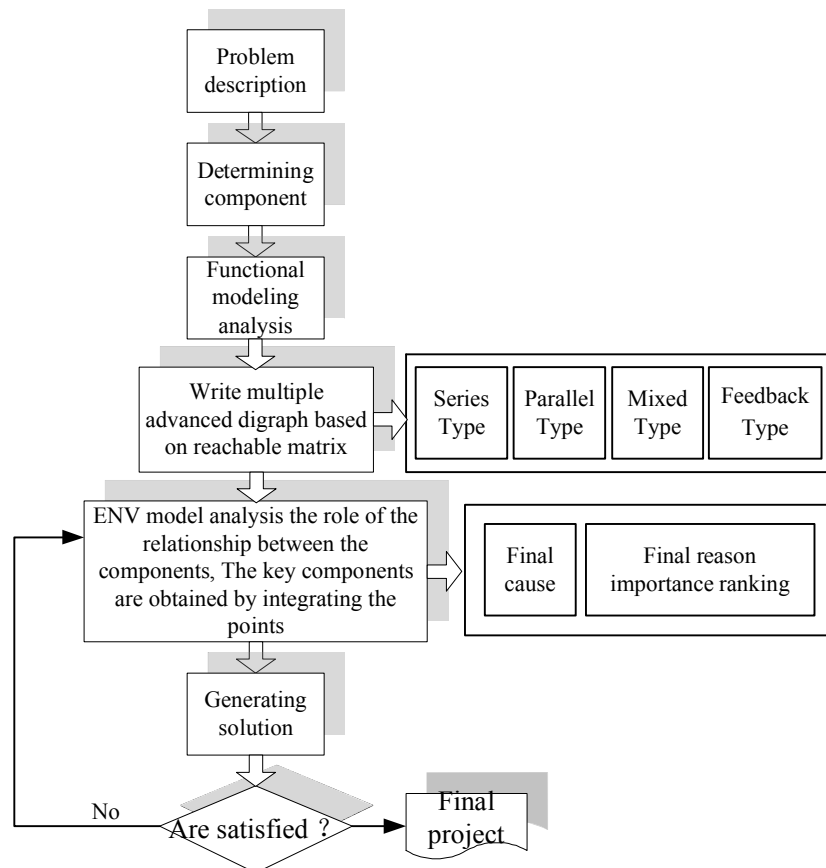 Problem
description
Determining
component
Functional
modeling
analysis
Write multiple
advanced digraph based
on reachable matrix
Series
Type
Parallel
Type
Mixed
Type
Feedback
Type
ENV model analysis the role of the
relationship between the
components, The key components
are obtained by integrating the
points
Final
cause
Final reason
importance ranking
Generating
solution
No
Are satisfied ?
Final
project